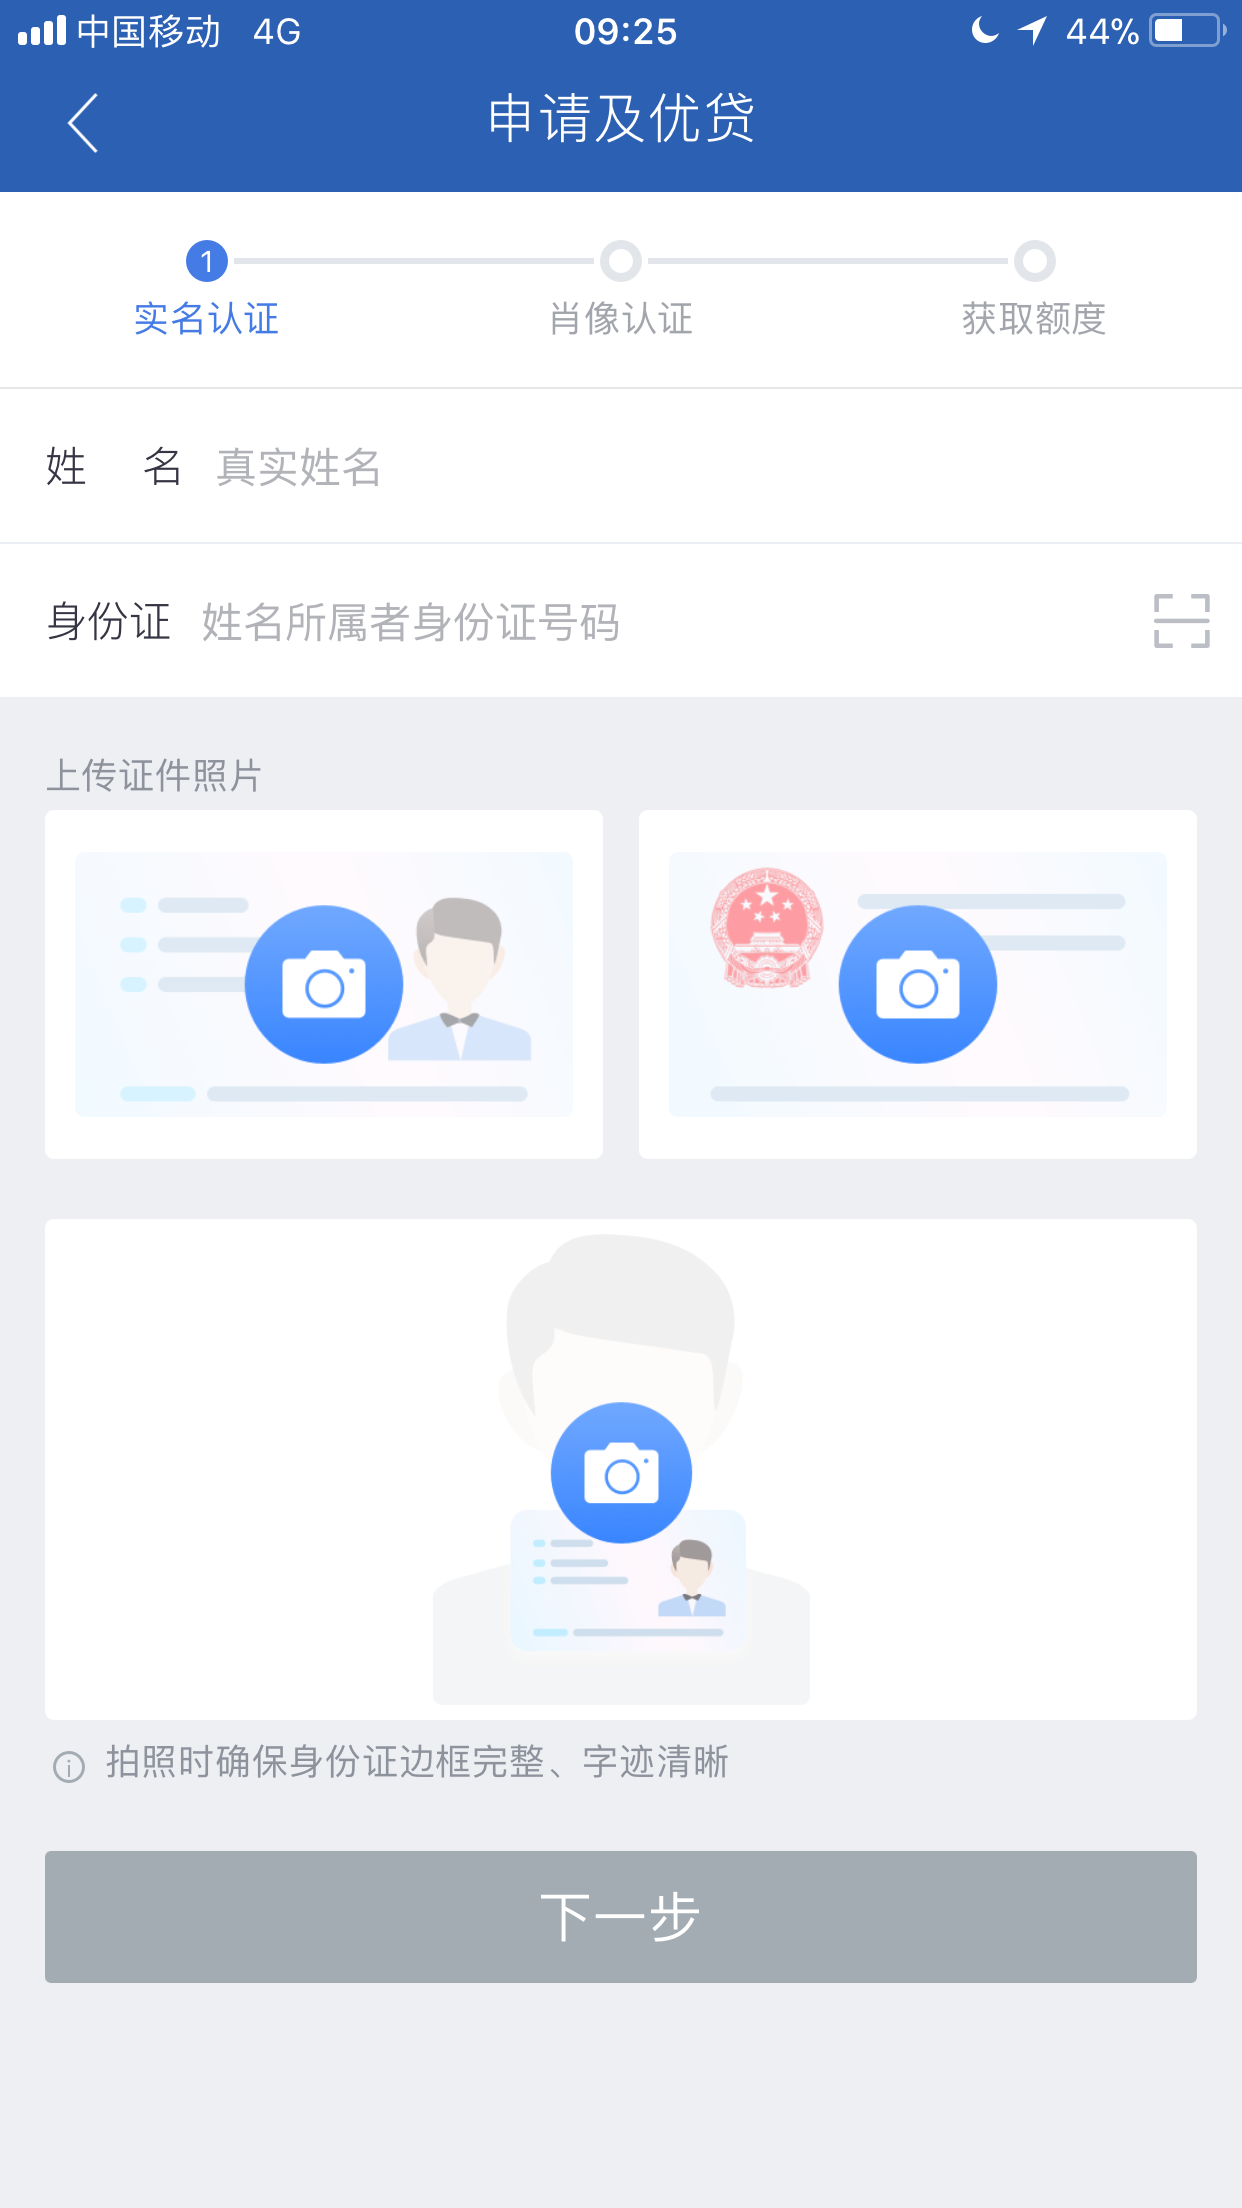 中国移动 4G 09:25 44%
申请及优贷
1
实名认证 肖像认证 获取额度
姓 名 真实姓名
身份证 姓名所属者身份证号码
上传证件照片
拍照时确保身份证边框完整、字迹清晰
下一步